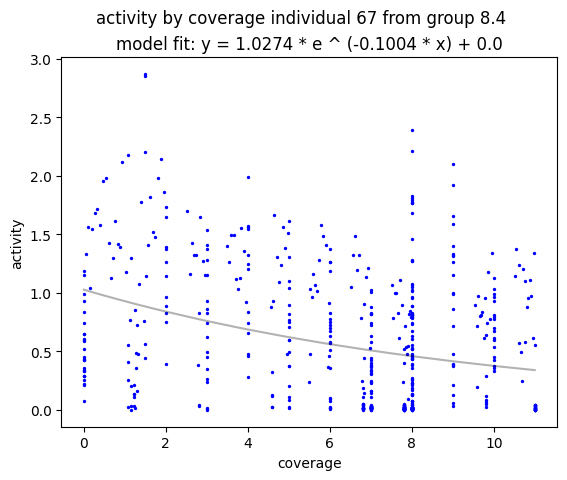 activity by coverage individual 67 from group 8.4
model fit: y = 1.0274 * e ^ (-0.1004 * x) + 0.0
3.0
2.5
2.0
1.5
1.0
0.5
0.0
activity
0 2 4 6 8 10
coverage